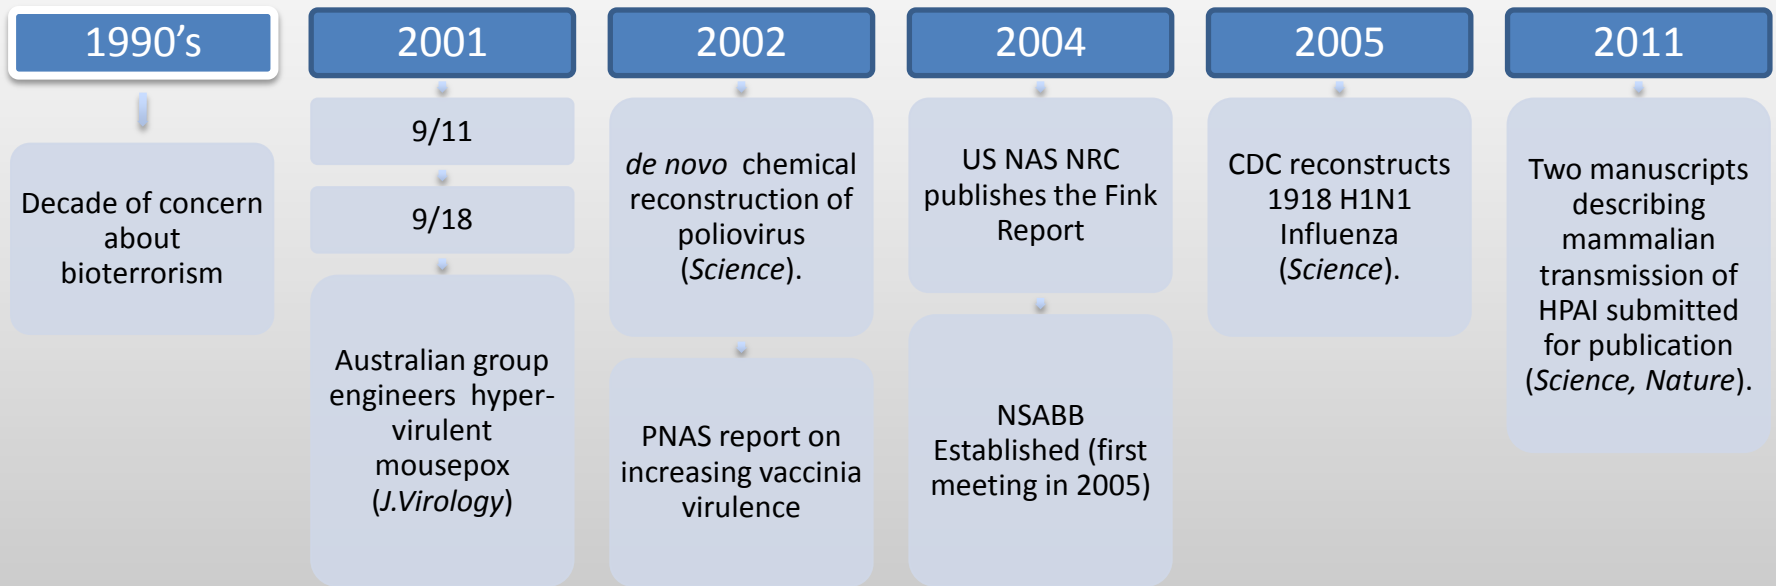 1990’s
Decade of concern
about
bioterrorism
2001
9/11
9/18
Australian group
engineers hyper-
virulent
mousepox
(J.Virology)
2002
de novo chemical
reconstruction of
poliovirus
(Science).
PNAS report on
increasing vaccinia
virulence
2004
US NAS NRC
publishes the Fink
Report
NSABB
Established (first
meeting in 2005)
2005
CDC reconstructs
1918 H1N1
Influenza
(Science).
2011
Two manuscripts
describing
mammalian
transmission of
HPAI submitted
for publication
(Science, Nature).